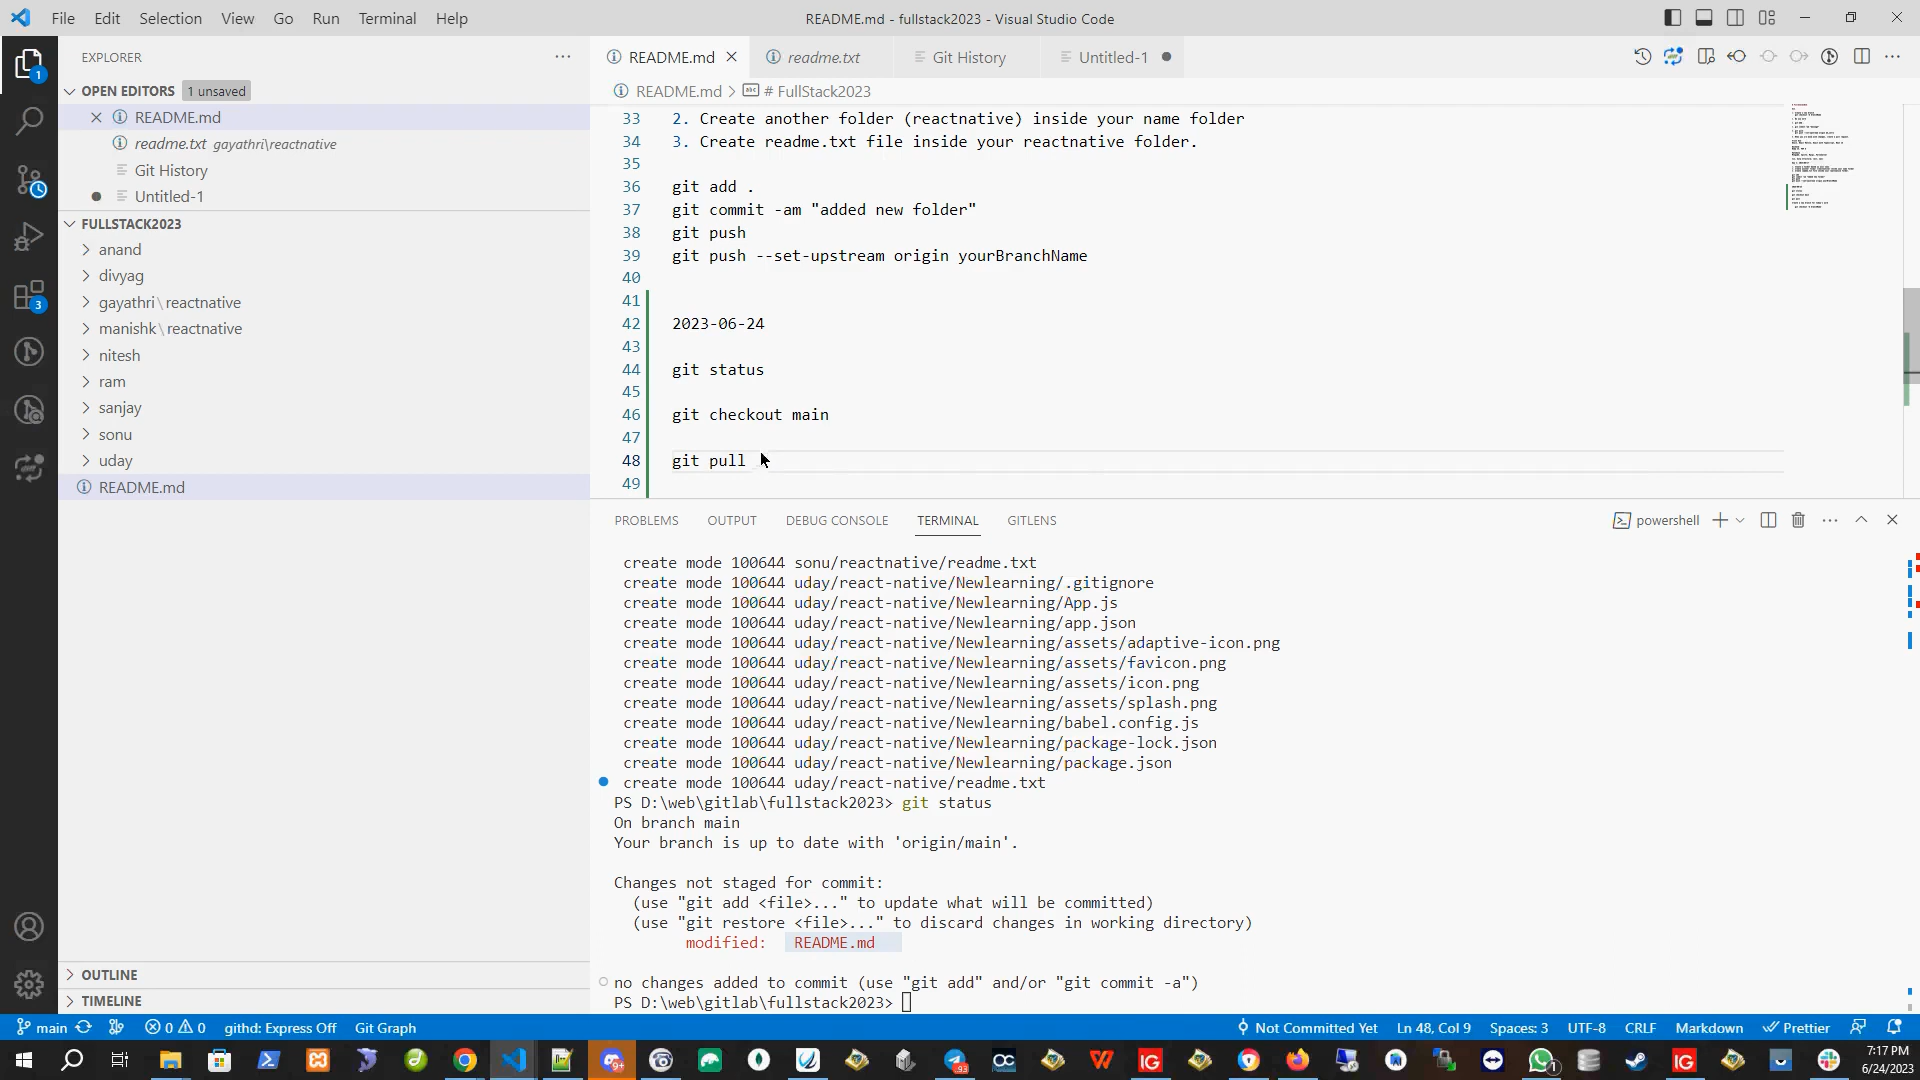 File Edit Selection View Go Run Terminal Help
README.md - fullstack2023 - Visual Studio Code
EXPLORER
OPEN EDITORS 1 unsaved
README.md
readme.txt gayathri\reactnative
Git History
Untitled-1
FULLSTACK2023
anand
divyag
gayathri\reactnative
manishk\reactnative
nitesh
ram
sanjay
sonu
uday
README.md
OUTLINE
TIMELINE
1
3
README.md readme.txt Git History Untitled-1
README.md > # FullStack2023
33 2. Create another folder (reactnative) inside your name folder
34 3. Create readme.txt file inside your reactnative folder.
35
36 git add .
37 git commit -am "added new folder"
38 git push
39 git push --set-upstream origin yourBranchName
40
41
42 2023-06-24
43
44 git status
45
46 git checkout main
47
48 git pull
49
PROBLEMS OUTPUT DEBUG CONSOLE TERMINAL GITLENS
powershell
create mode 100644 sonu/reactnative/readme.txt
create mode 100644 uday/react-native/Newlearning/.gitignore
create mode 100644 uday/react-native/Newlearning/App.js
create mode 100644 uday/react-native/Newlearning/app.json
create mode 100644 uday/react-native/Newlearning/assets/adaptive-icon.png
create mode 100644 uday/react-native/Newlearning/assets/favicon.png
create mode 100644 uday/react-native/Newlearning/assets/icon.png
create mode 100644 uday/react-native/Newlearning/assets/splash.png
create mode 100644 uday/react-native/Newlearning/babel.config.js
create mode 100644 uday/react-native/Newlearning/package-lock.json
create mode 100644 uday/react-native/Newlearning/package.json
create mode 100644 uday/react-native/readme.txt
PS D:\web\gitlab\fullstack2023> git status
On branch main
Your branch is up to date with 'origin/main'.
Changes not staged for commit:
(use "git add <file>..." to update what will be committed)
(use "git restore <file>..." to discard changes in working directory)
modified: README.md
no changes added to commit (use "git add" and/or "git commit -a")
PS D:\web\gitlab\fullstack2023>
main 0 0 githd: Express Off Git Graph
Not Committed Yet Ln 48, Col 9 Spaces: 3 UTF-8 CRLF Markdown Prettier
9+
93
OC
IG
1
IG
7:17 PM
6/24/2023